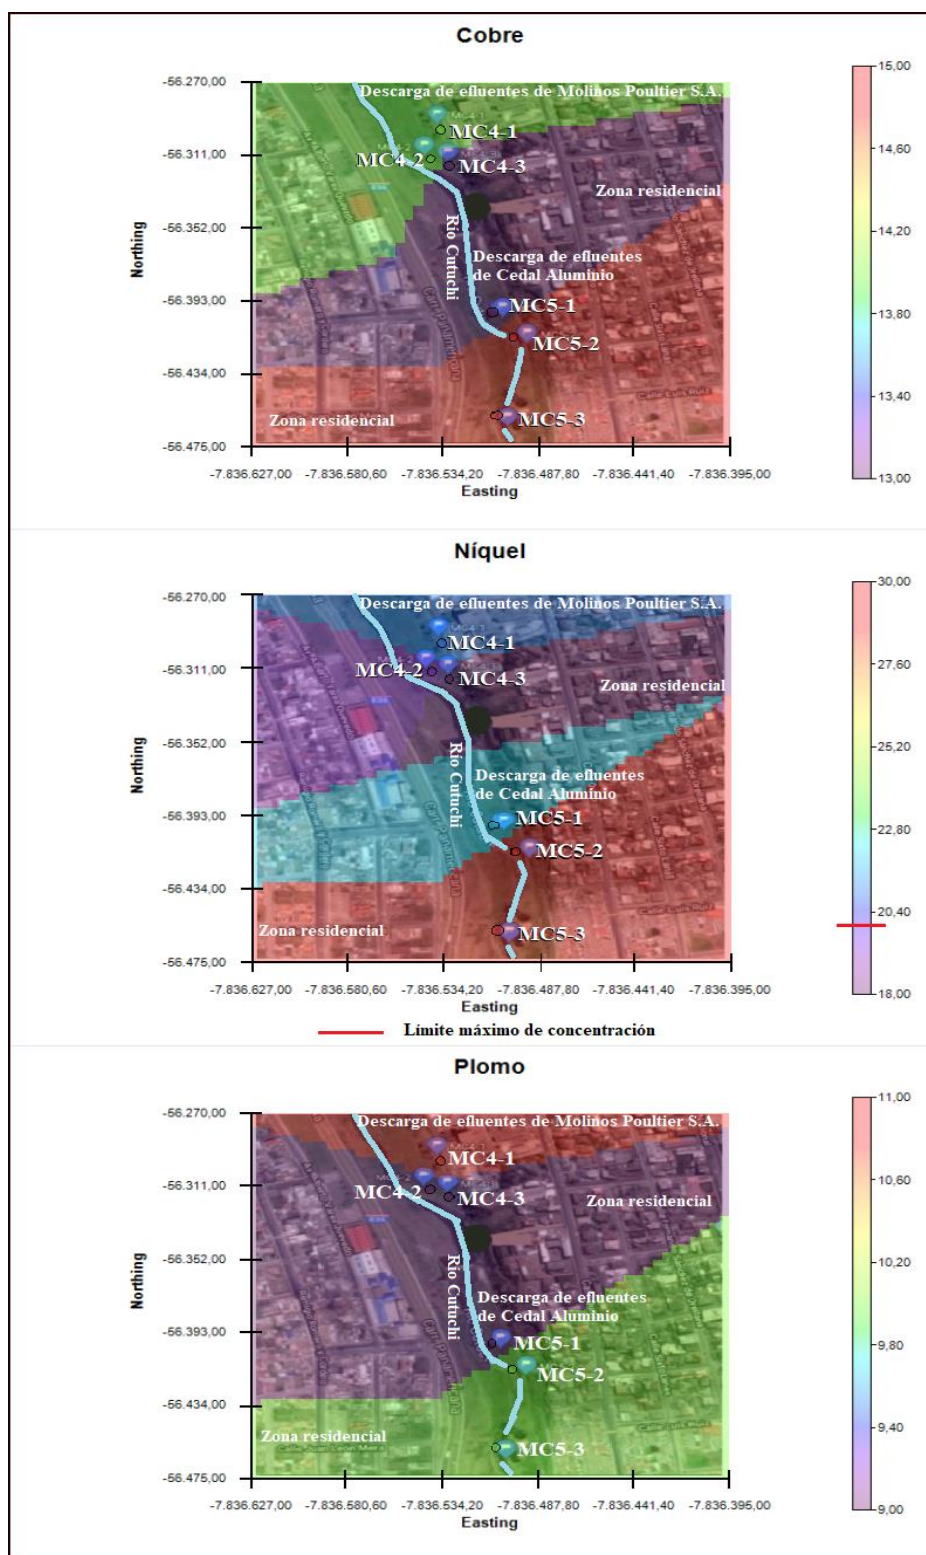 Cobre
15,00
14,60
14,20
13,80
13,40
13,00
-56.270,00
-56.311,00
-56.352,00
-56.393,00
-56.434,00
-56.475,00
Northing
Descarga de efluentes de Molinos Poultier S.A.
MC4-1
MC4-2
MC4-3
Zona residencial
Río Cutuchi
Descarga de efluentes
de Cedal Aluminio
MC5-1
MC5-2
Calle Luis Ruiz
MC5-3
Zona residencial
-7.836.627,00
-7.836.580,60
-7.836.534,20
-7.836.487,80
-7.836.441,40
-7.836.395,00
Easting
Níquel
30,00
27,60
25,20
22,80
20,40
18,00
-56.270,00
-56.311,00
-56.352,00
-56.393,00
-56.434,00
-56.475,00
Northing
Descarga de efluentes de Molinos Poultier S.A.
MC4-1
MC4-2
MC4-3
Zona residencial
Río Cutuchi
Descarga de efluentes
de Cedal Aluminio
MC5-1
MC5-2
Calle Luis Ruiz
MC5-3
Zona residencial
-7.836.627,00
-7.836.580,60
-7.836.534,20
-7.836.487,80
-7.836.441,40
-7.836.395,00
Easting
Límite máximo de concentración
Plomo
11,00
10,60
10,20
9,80
9,40
9,00
-56.270,00
-56.311,00
-56.352,00
-56.393,00
-56.434,00
-56.475,00
Northing
Descarga de efluentes de Molinos Poultier S.A.
MC4-1
MC4-2
MC4-3
Zona residencial
Río Cutuchi
Descarga de efluentes
de Cedal Aluminio
MC5-1
MC5-2
Calle Luis Ruiz
MC5-3
Zona residencial
-7.836.627,00
-7.836.580,60
-7.836.534,20
-7.836.487,80
-7.836.441,40
-7.836.395,00
Easting